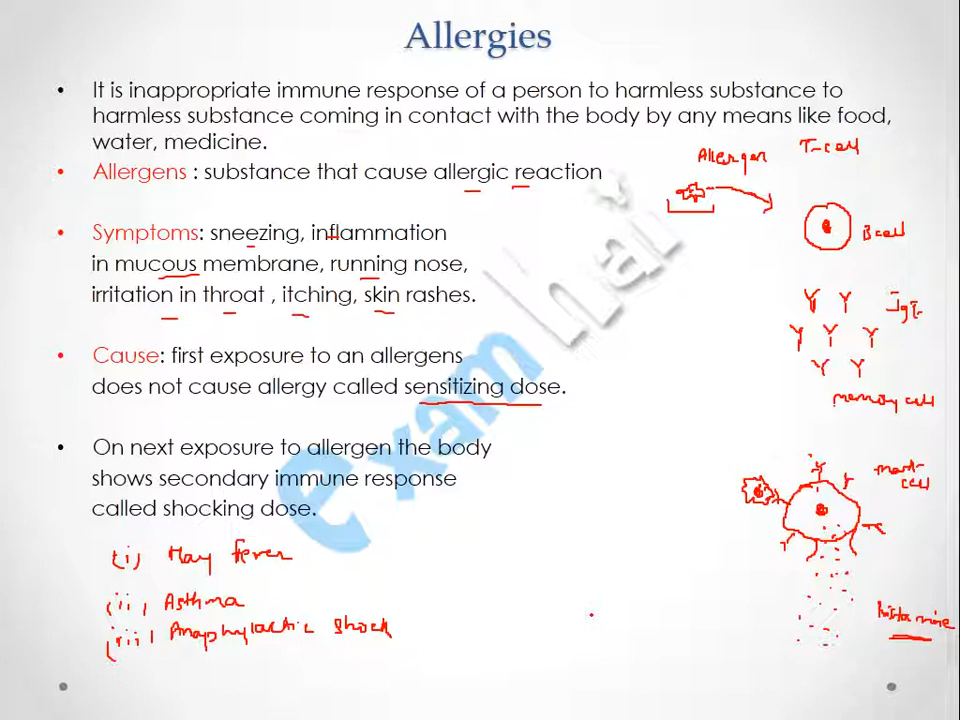 Allergies
• It is inappropriate immune response of a person to harmless substance to
harmless substance coming in contact with the body by any means like food,
water, medicine.
• Allergens : substance that cause allergic reaction
Allergen
T-cell
• Symptoms: sneezing, inflammation
in mucous membrane, running nose,
irritation in throat , itching, skin rashes.
B cell
IgE
• Cause: first exposure to an allergens
does not cause allergy called sensitizing dose.
memory cell
• On next exposure to allergen the body
shows secondary immune response
called shocking dose.
mast-
cell
(i) Hay fever
(ii) Asthma
(iii) Anaphylactic shock
histamine
examhai